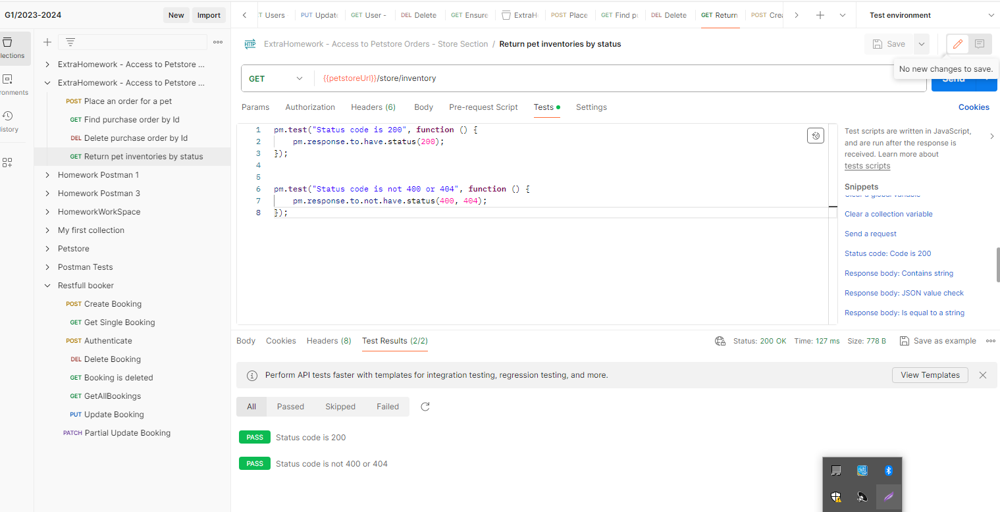 G1/2023-2024
New
Import
Users
PUT Updat
GET User -
DEL Delete
GET Ensure
ExtraH
POST Place
GET Find p
DEL Delete
GET Return
POST Crea
Test environment
lections
ronments
istory
ExtraHomework - Access to Petstore ...
ExtraHomework - Access to Petstore ...
POST Place an order for a pet
GET Find purchase order by Id
DEL Delete purchase order by Id
GET Return pet inventories by status
Homework Postman 1
Homework Postman 3
HomeworkWorkSpace
My first collection
Petstore
Postman Tests
Restfull booker
POST Create Booking
GET Get Single Booking
POST Authenticate
DEL Delete Booking
GET Booking is deleted
GET GetAllBookings
PUT Update Booking
PATCH Partial Update Booking
HTTP ExtraHomework - Access to Petstore Orders - Store Section / Return pet inventories by status
Save
No new changes to save.
GET {{petstoreUrl}}/store/inventory
Send
Params Authorization Headers (6) Body Pre-request Script Tests Settings
Cookies
1 pm.test("Status code is 200", function () {
2 pm.response.to.have.status(200);
3 });
4
5
6 pm.test("Status code is not 400 or 404", function () {
7 pm.response.to.not.have.status(400, 404);
8 });
Test scripts are written in JavaScript,
and are run after the response is
received. Learn more about
tests scripts
Snippets
Clear a global variable
Clear a collection variable
Send a request
Status code: Code is 200
Response body: Contains string
Response body: JSON value check
Response body: Is equal to a string
Body Cookies Headers (8) Test Results (2/2)
Status: 200 OK Time: 127 ms Size: 778 B Save as example
Perform API tests faster with templates for integration testing, regression testing, and more.
View Templates
All Passed Skipped Failed
PASS Status code is 200
PASS Status code is not 400 or 404